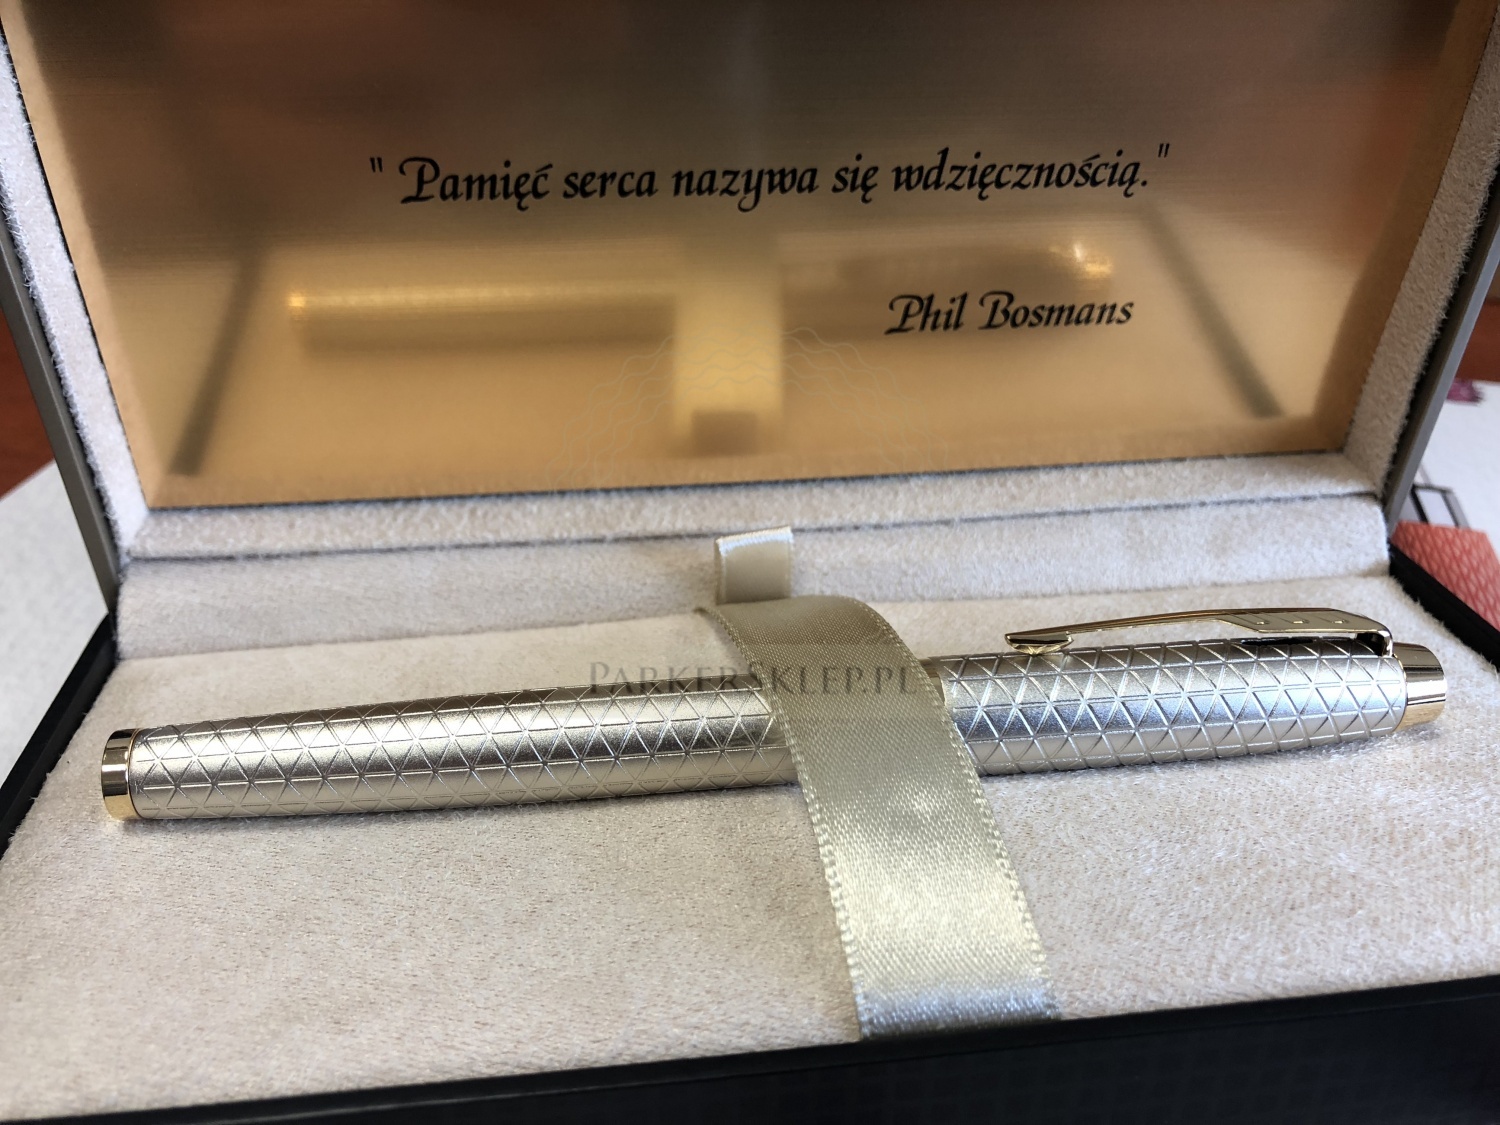 " Pamięć serca nazywa się wdzięcznością."
Phil Bosmans
ParkerSklep.pl